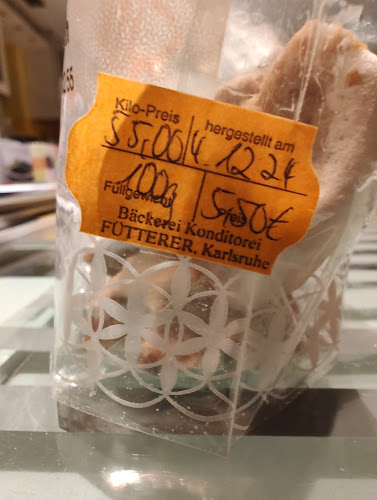 Kilo-Preis hergestellt am
55,00 4.12.24
100g 5,50€
Füllgewicht Preis
Bäckerei Konditorei
FÜTTERER, Karlsruhe